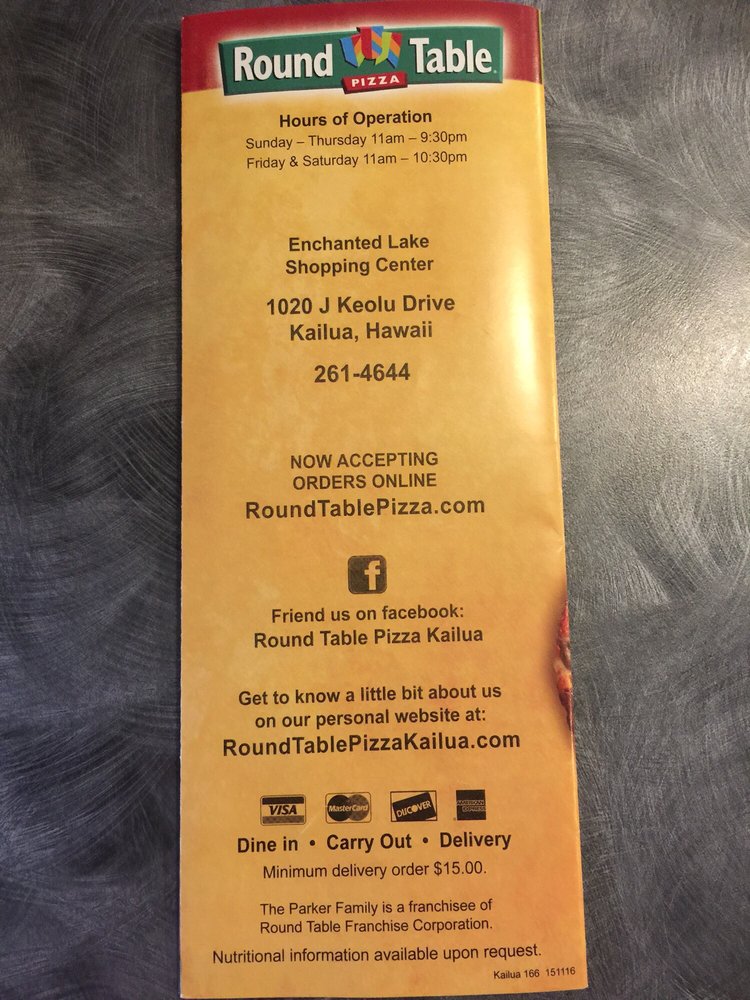 Round Table
PIZZA
Hours of Operation
Sunday – Thursday 11am – 9:30pm
Friday & Saturday 11am – 10:30pm
Enchanted Lake
Shopping Center
1020 J Keolu Drive
Kailua, Hawaii
261-4644
NOW ACCEPTING
ORDERS ONLINE
RoundTablePizza.com
f
Friend us on facebook:
Round Table Pizza Kailua
Get to know a little bit about us
on our personal website at:
RoundTablePizzaKailua.com
VISA MasterCard DISCOVER AMERICAN EXPRESS
Dine in • Carry Out • Delivery
Minimum delivery order $15.00.
The Parker Family is a franchisee of
Round Table Franchise Corporation.
Nutritional information available upon request.
Kailua 166 151116